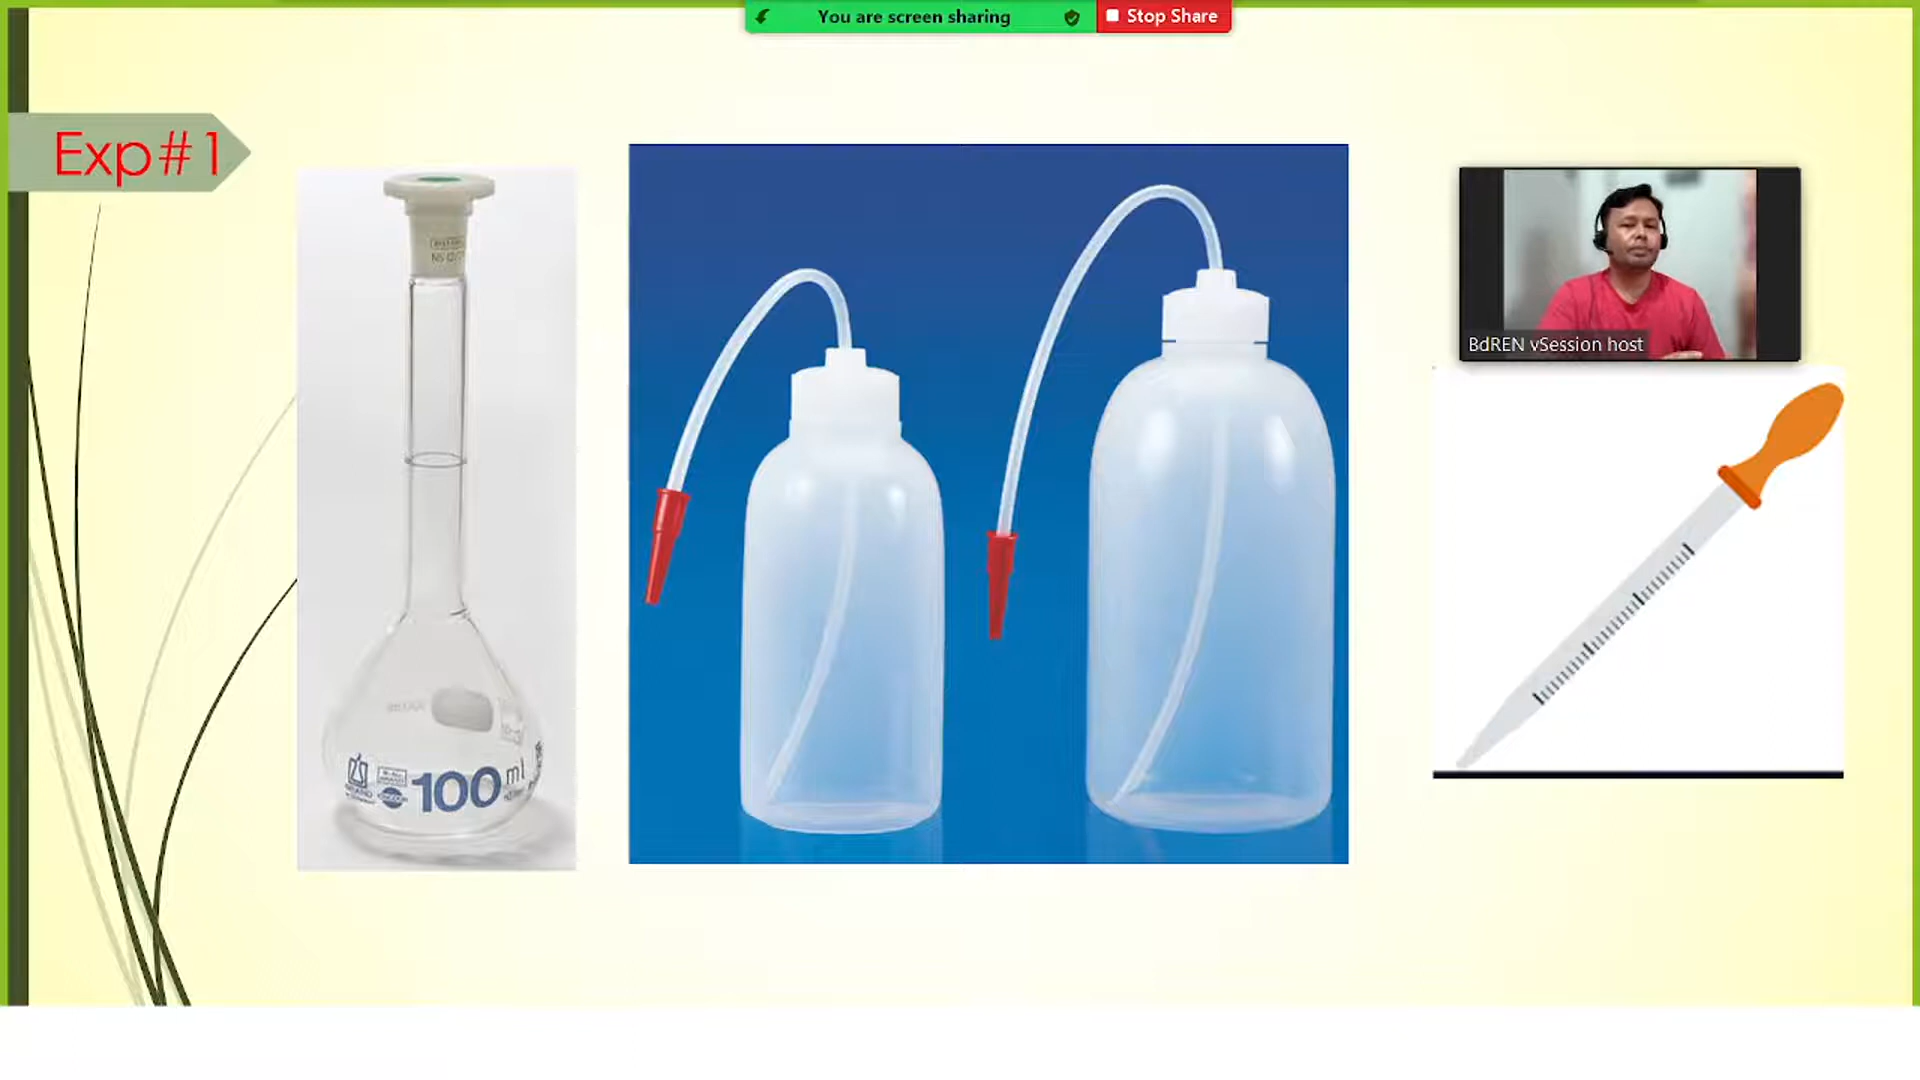 You are screen sharing
Stop Share
Exp#1
BdREN vSession host
100 ml